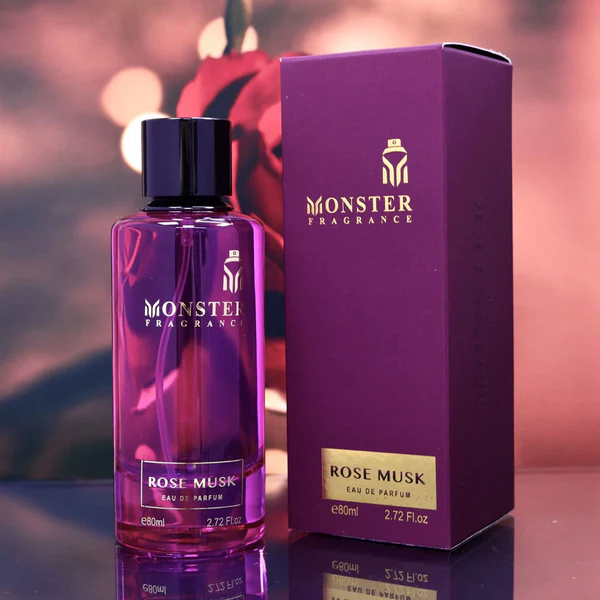 MONSTER
FRAGRANCE
ROSE MUSK
EAU DE PARFUM
e80ml 2.72 Fl.oz
MONSTER
FRAGRANCE
ROSE MUSK
EAU DE PARFUM
℮80ml 2.72 Fl.oz